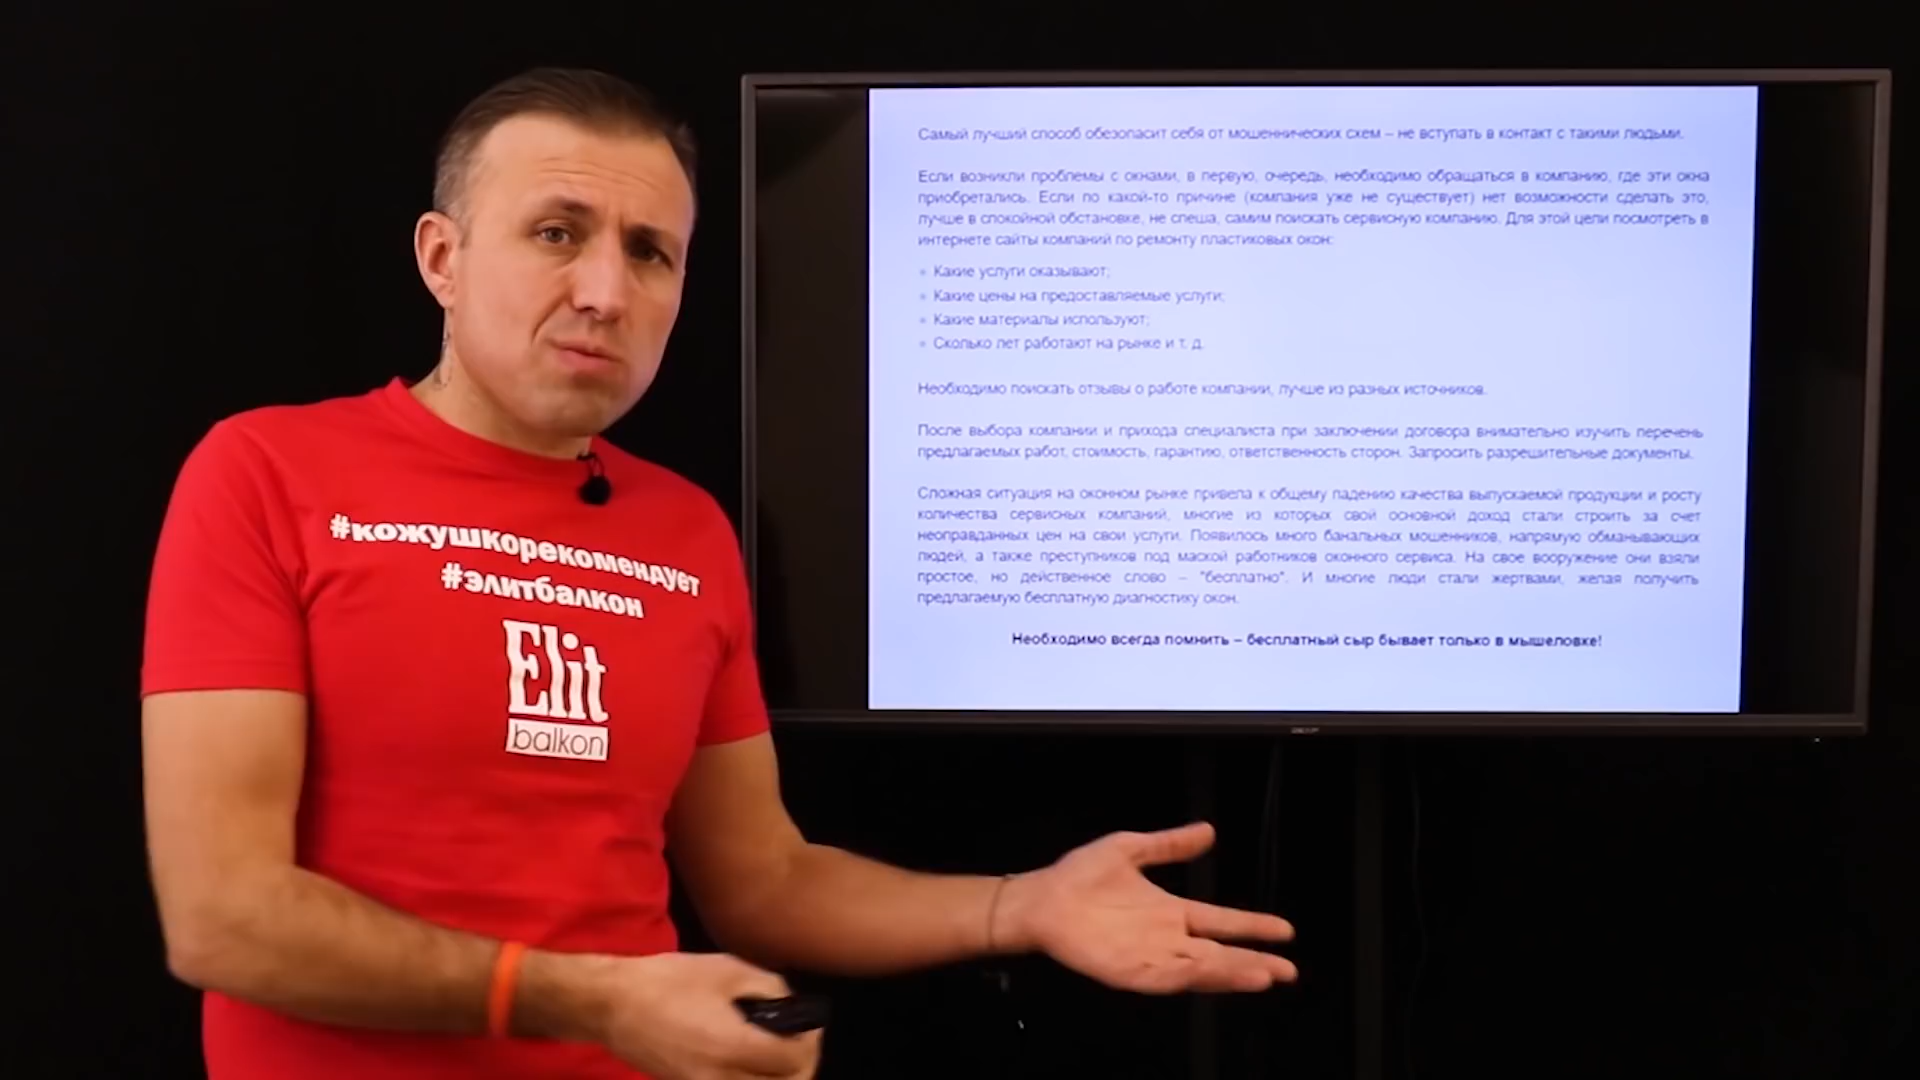 #кожушкорекомендует
#элитбалкон
Elit
balkon
Самый лучший способ обезопасит себя от мошеннических схем – не вступать в контакт с такими людьми.
Если возникли проблемы с окнами, в первую, очередь, необходимо обращаться в компанию, где эти окна
приобретались. Если по какой-то причине (компания уже не существует) нет возможности сделать это,
лучше в спокойной обстановке, не спеша, самим поискать сервисную компанию. Для этой цели посмотреть в
интернете сайты компаний по ремонту пластиковых окон:
• Какие услуги оказывают;
• Какие цены на предоставляемые услуги;
• Какие материалы используют;
• Сколько лет работают на рынке и т. д.
Необходимо поискать отзывы о работе компании, лучше из разных источников.
После выбора компании и прихода специалиста при заключении договора внимательно изучить перечень
предлагаемых работ, стоимость, гарантию, ответственность сторон. Запросить разрешительные документы.
Сложная ситуация на оконном рынке привела к общему падению качества выпускаемой продукции и росту
количества сервисных компаний, многие из которых свой основной доход стали строить за счет
неоправданных цен на свои услуги. Появилось много банальных мошенников, напрямую обманывающих
людей, а также преступников под маской работников оконного сервиса. На свое вооружение они взяли
простое, но действенное слово – "бесплатно". И многие люди стали жертвами, желая получить
предлагаемую бесплатную диагностику окон.
Необходимо всегда помнить – бесплатный сыр бывает только в мышеловке!